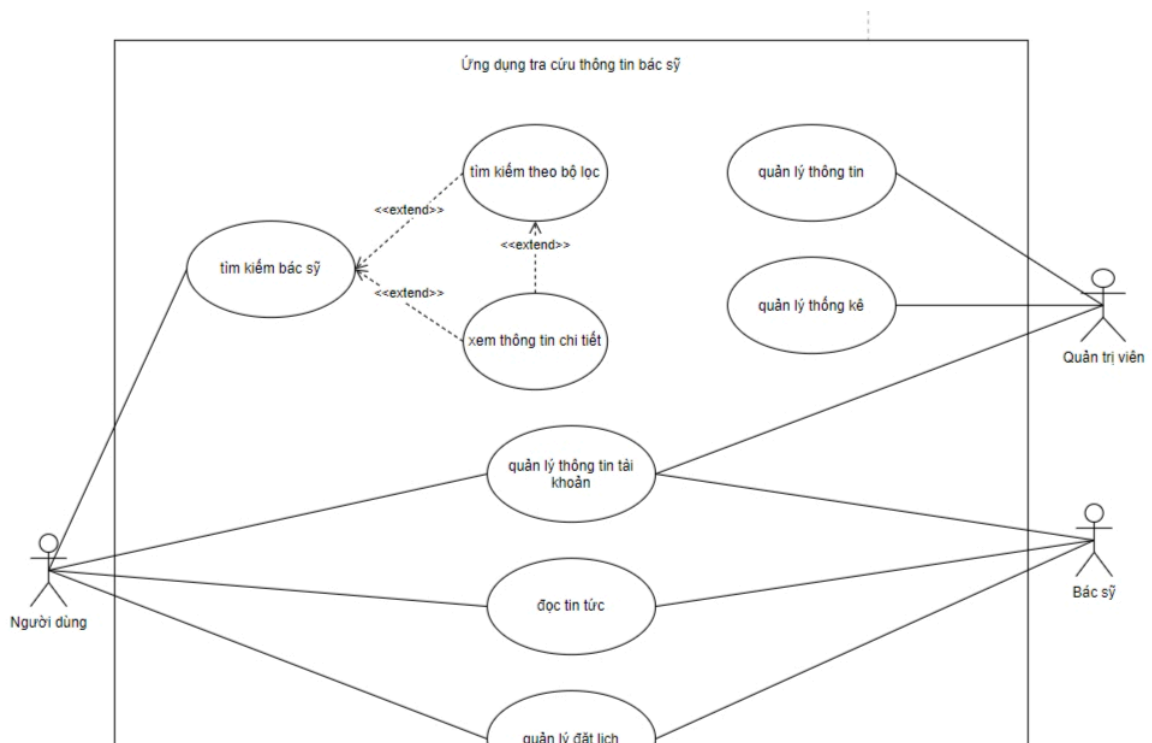 Ứng dụng tra cứu thông tin bác sỹ
tìm kiếm theo bộ lọc
quản lý thông tin
<<extend>>
<<extend>>
tìm kiếm bác sỹ
<<extend>>
quản lý thống kê
xem thông tin chi tiết
Quản trị viên
quản lý thông tin tài
khoản
đọc tin tức
Bác sỹ
Người dùng
quản lý đặt lịch